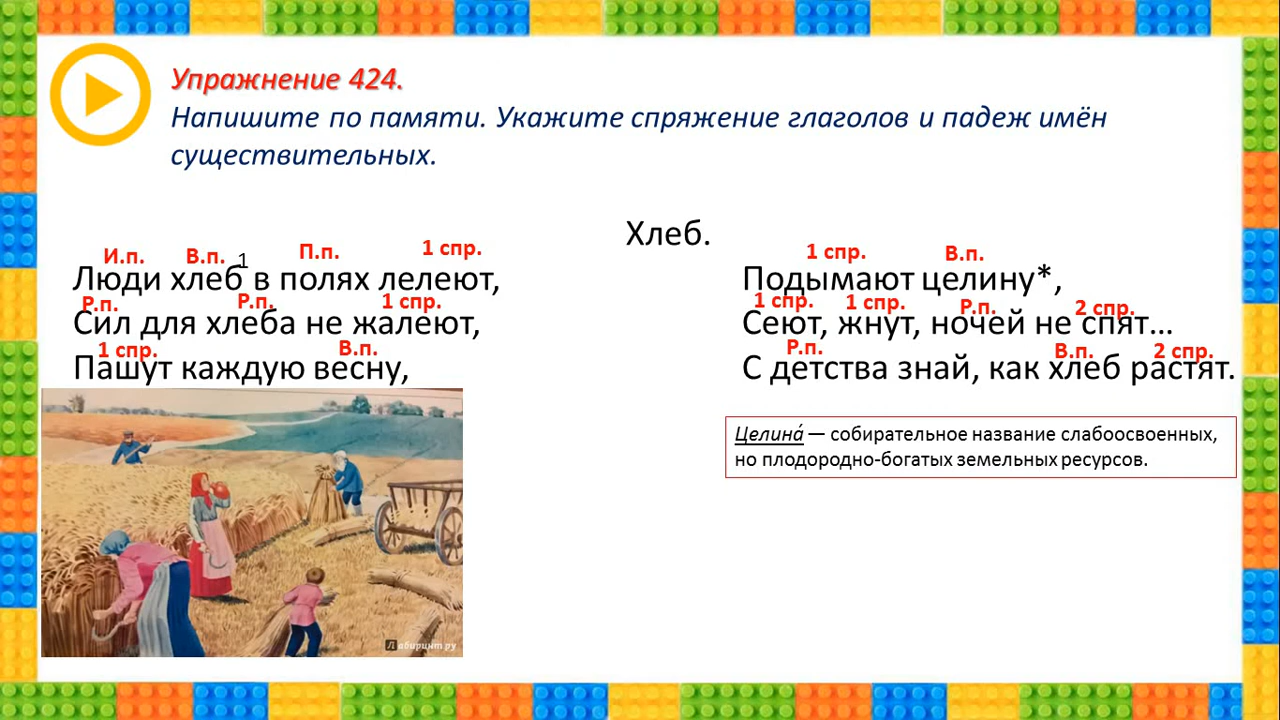 Упражнение 424.
Напишите по памяти. Укажите спряжение глаголов и падеж имён
существительных.
Хлеб.
И.п. В.п. П.п. 1 спр.
Люди хлеб¹ в полях лелеют,
Р.п. Р.п. 1 спр.
Сил для хлеба не жалеют,
1 спр. В.п.
Пашут каждую весну,
1 спр. В.п.
Подымают целину*,
1 спр. 1 спр. Р.п. 2 спр.
Сеют, жнут, ночей не спят...
Р.п. В.п. 2 спр.
С детства знай, как хлеб растят.
Целина́ — собирательное название слабоосвоенных,
но плодородно-богатых земельных ресурсов.
Лабиринт.ру